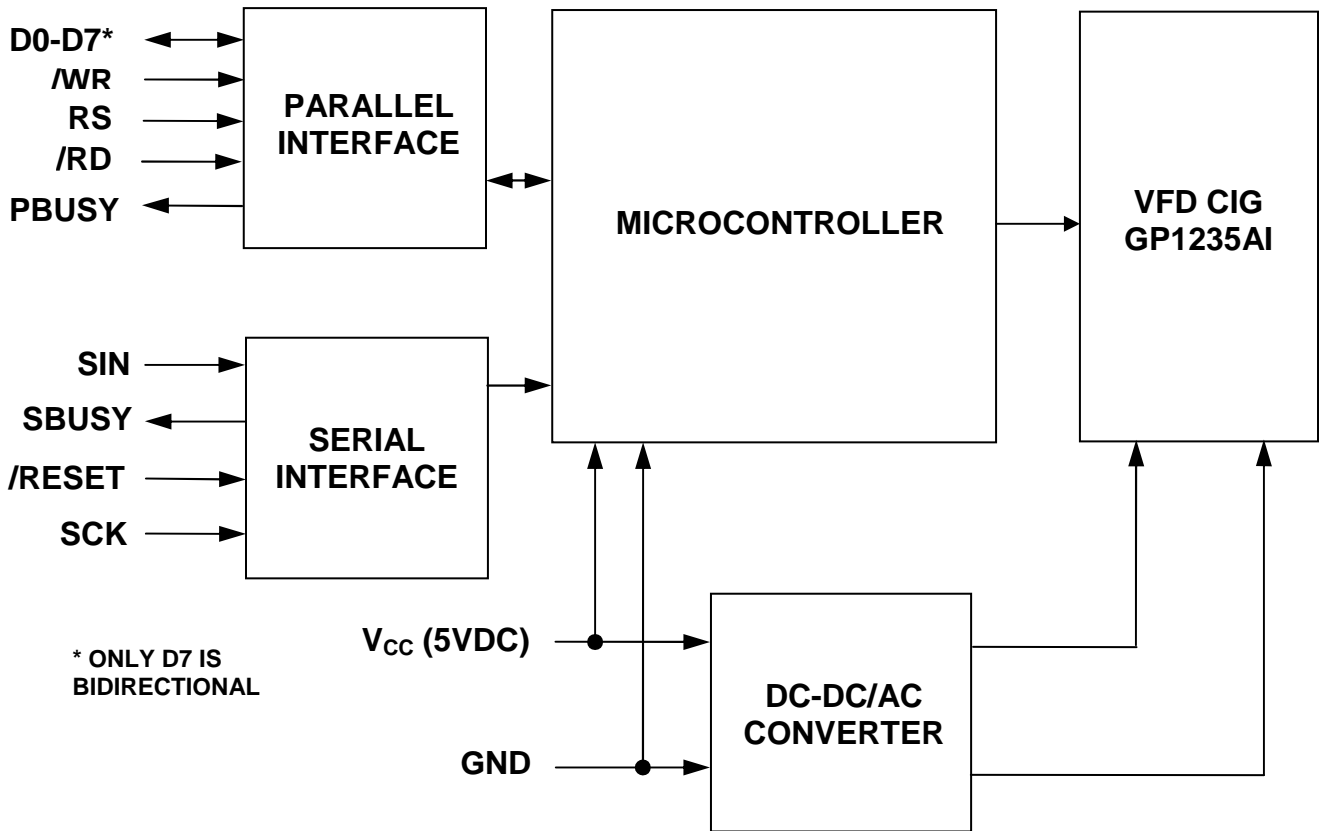 D0-D7*
/WR
RS
/RD
PBUSY
PARALLEL
INTERFACE
MICROCONTROLLER
VFD CIG
GP1235AI
SIN
SBUSY
/RESET
SCK
SERIAL
INTERFACE
* ONLY D7 IS
BIDIRECTIONAL
VCC (5VDC)
GND
DC-DC/AC
CONVERTER